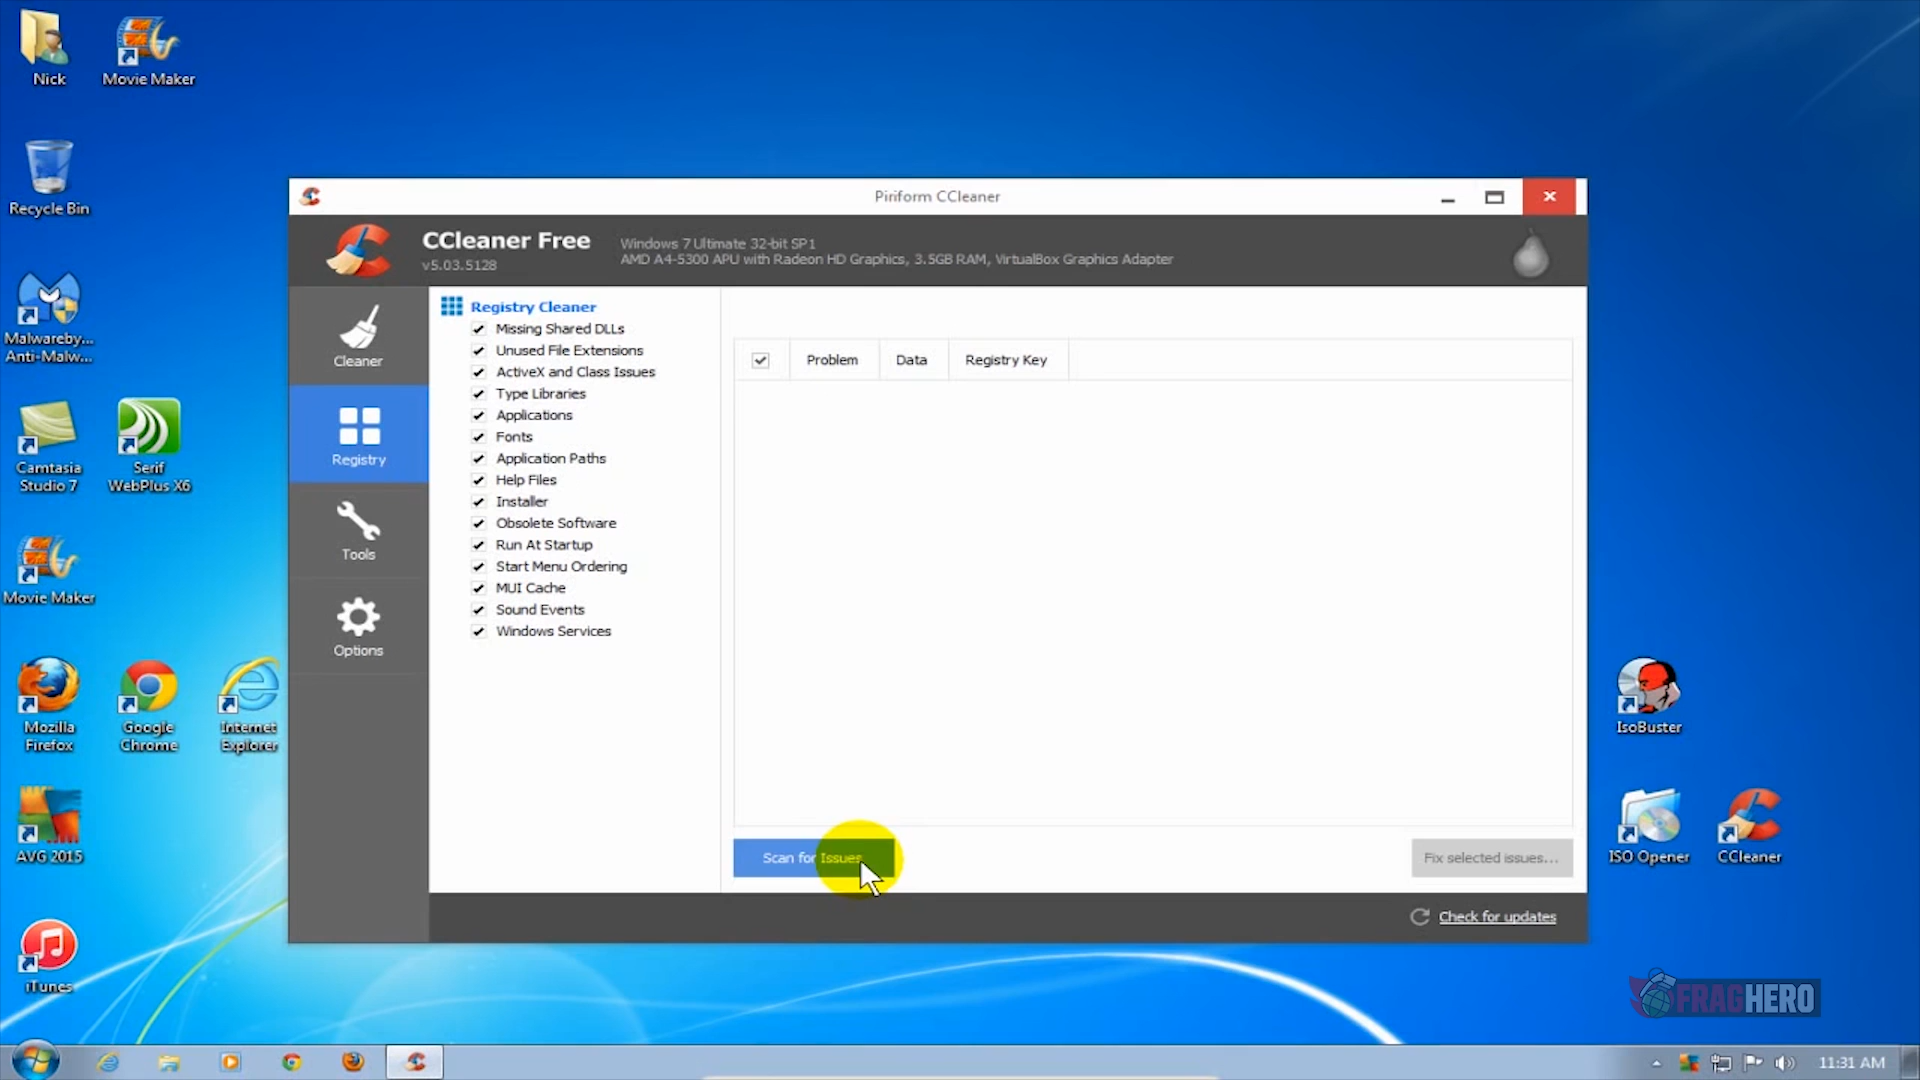 Nick
Movie Maker
Recycle Bin
Malwareby...
Anti-Malw...
Camtasia
Studio 7
Serif
WebPlus X6
Movie Maker
Mozilla
Firefox
Google
Chrome
Internet
Explorer
AVG 2015
iTunes
Piriform CCleaner
CCleaner Free
v5.03.5128
Windows 7 Ultimate 32-bit SP1
AMD A4-5300 APU with Radeon HD Graphics, 3.5GB RAM, VirtualBox Graphics Adapter
Cleaner
Registry
Tools
Options
Registry Cleaner
Missing Shared DLLs
Unused File Extensions
ActiveX and Class Issues
Type Libraries
Applications
Fonts
Application Paths
Help Files
Installer
Obsolete Software
Run At Startup
Start Menu Ordering
MUI Cache
Sound Events
Windows Services
Problem Data Registry Key
Scan for Issues
Fix selected issues...
Check for updates
IsoBuster
ISO Opener
CCleaner
FRAGHERO
11:31 AM